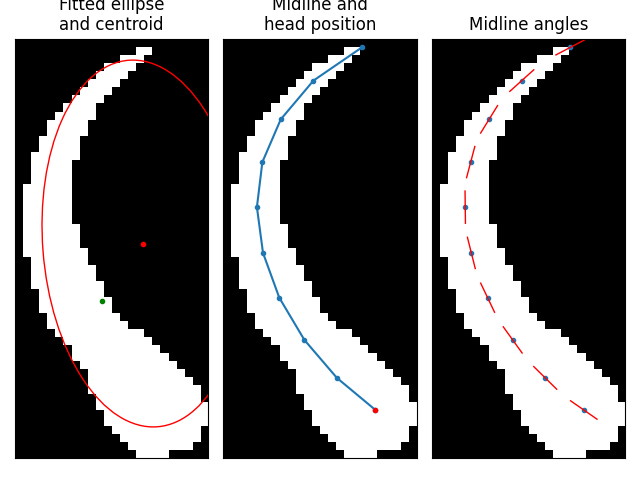 Fitted ellipse
and centroid
Midline and
head position
Midline angles